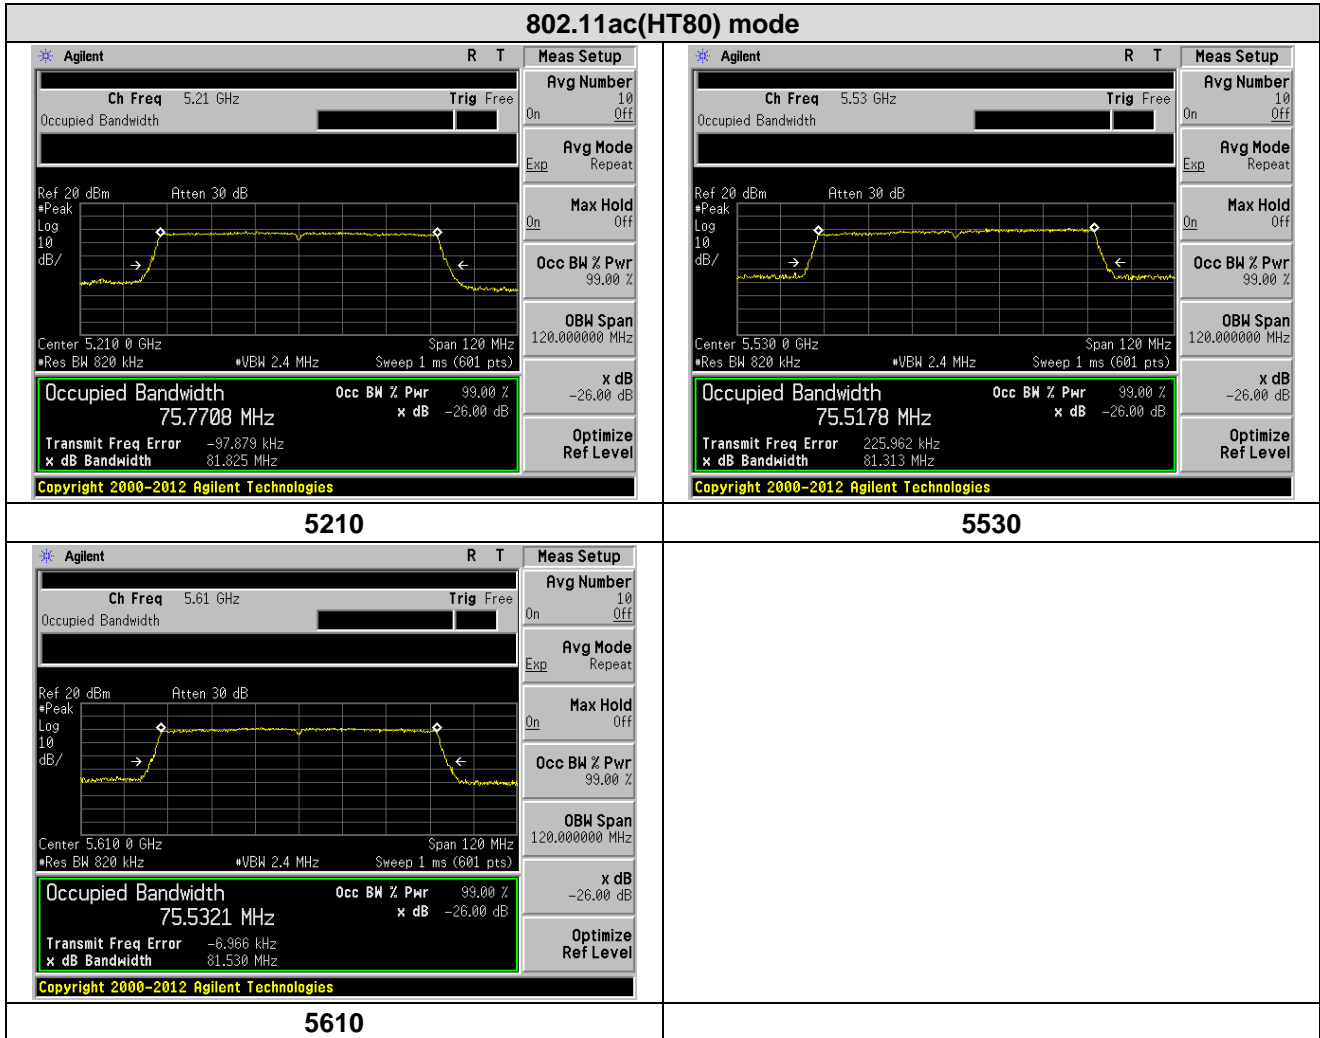 802.11ac(HT80) mode
Agilent R T Meas Setup
Ch Freq 5.21 GHz Trig Free
Occupied Bandwidth
Avg Number
10
On Off
Avg Mode
Exp Repeat
Ref 20 dBm Atten 30 dB
#Peak
Log
10
dB/
Max Hold
On Off
Occ BW % Pwr
99.00 %
OBW Span
120.000000 MHz
Center 5.210 0 GHz Span 120 MHz
#Res BW 820 kHz #VBW 2.4 MHz Sweep 1 ms (601 pts)
x dB
-26.00 dB
Occupied Bandwidth Occ BW % Pwr 99.00 %
75.7708 MHz x dB -26.00 dB
Optimize
Ref Level
Transmit Freq Error -97.879 kHz
x dB Bandwidth 81.825 MHz
Copyright 2000-2012 Agilent Technologies
5210
Agilent R T Meas Setup
Ch Freq 5.53 GHz Trig Free
Occupied Bandwidth
Avg Number
10
On Off
Avg Mode
Exp Repeat
Ref 20 dBm Atten 30 dB
#Peak
Log
10
dB/
Max Hold
On Off
Occ BW % Pwr
99.00 %
OBW Span
120.000000 MHz
Center 5.530 0 GHz Span 120 MHz
#Res BW 820 kHz #VBW 2.4 MHz Sweep 1 ms (601 pts)
x dB
-26.00 dB
Occupied Bandwidth Occ BW % Pwr 99.00 %
75.5178 MHz x dB -26.00 dB
Optimize
Ref Level
Transmit Freq Error 225.962 kHz
x dB Bandwidth 81.313 MHz
Copyright 2000-2012 Agilent Technologies
5530
Agilent R T Meas Setup
Ch Freq 5.61 GHz Trig Free
Occupied Bandwidth
Avg Number
10
On Off
Avg Mode
Exp Repeat
Ref 20 dBm Atten 30 dB
#Peak
Log
10
dB/
Max Hold
On Off
Occ BW % Pwr
99.00 %
OBW Span
120.000000 MHz
Center 5.610 0 GHz Span 120 MHz
#Res BW 820 kHz #VBW 2.4 MHz Sweep 1 ms (601 pts)
x dB
-26.00 dB
Occupied Bandwidth Occ BW % Pwr 99.00 %
75.5321 MHz x dB -26.00 dB
Optimize
Ref Level
Transmit Freq Error -6.966 kHz
x dB Bandwidth 81.530 MHz
Copyright 2000-2012 Agilent Technologies
5610